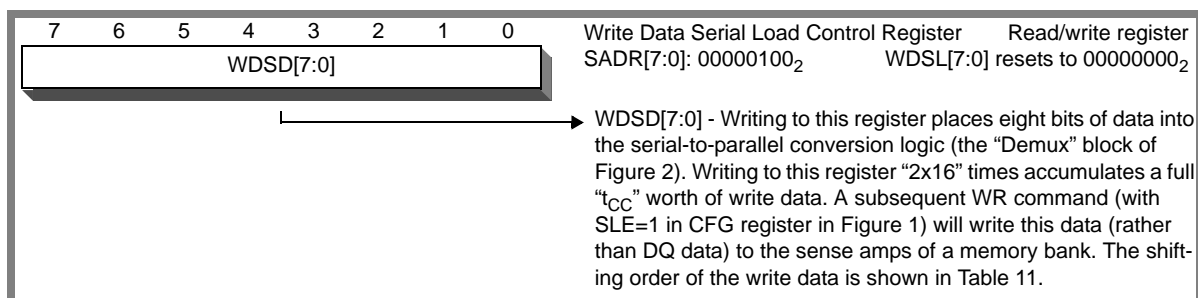 7 6 5 4 3 2 1 0
WDSD[7:0]
Write Data Serial Load Control Register Read/write register
SADR[7:0]: 00000100₂ WDSL[7:0] resets to 00000000₂
WDSD[7:0] - Writing to this register places eight bits of data into
the serial-to-parallel conversion logic (the “Demux” block of
Figure 2). Writing to this register “2x16” times accumulates a full
“t_CC” worth of write data. A subsequent WR command (with
SLE=1 in CFG register in Figure 1) will write this data (rather
than DQ data) to the sense amps of a memory bank. The shift-
ing order of the write data is shown in Table 11.